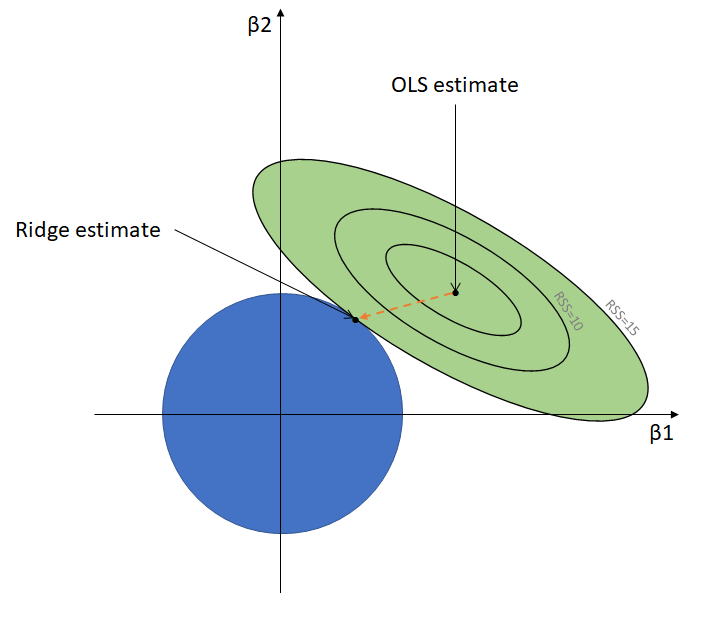 β2
OLS estimate
Ridge estimate
RSS=10
RSS=15
β1